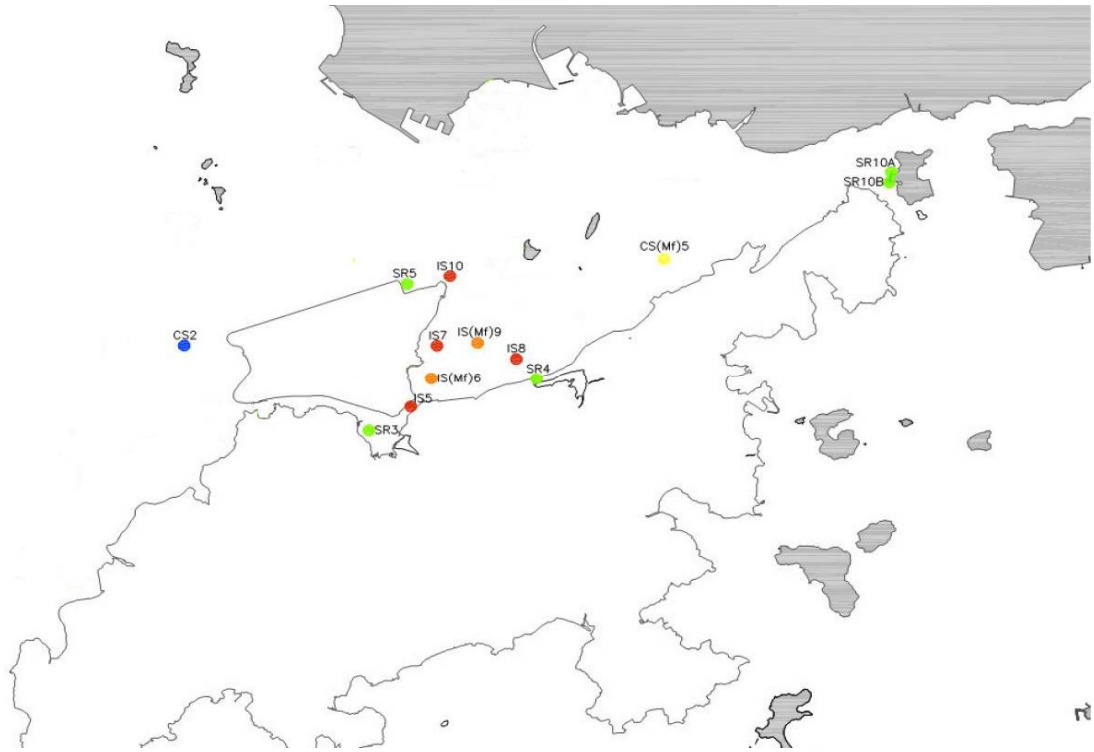 SR10A
SR10B
CS(Mf)5
IS10
SR5
CS2
IS7
IS(Mf)9
IS8
SR4
IS(Mf)6
IS5
SR3